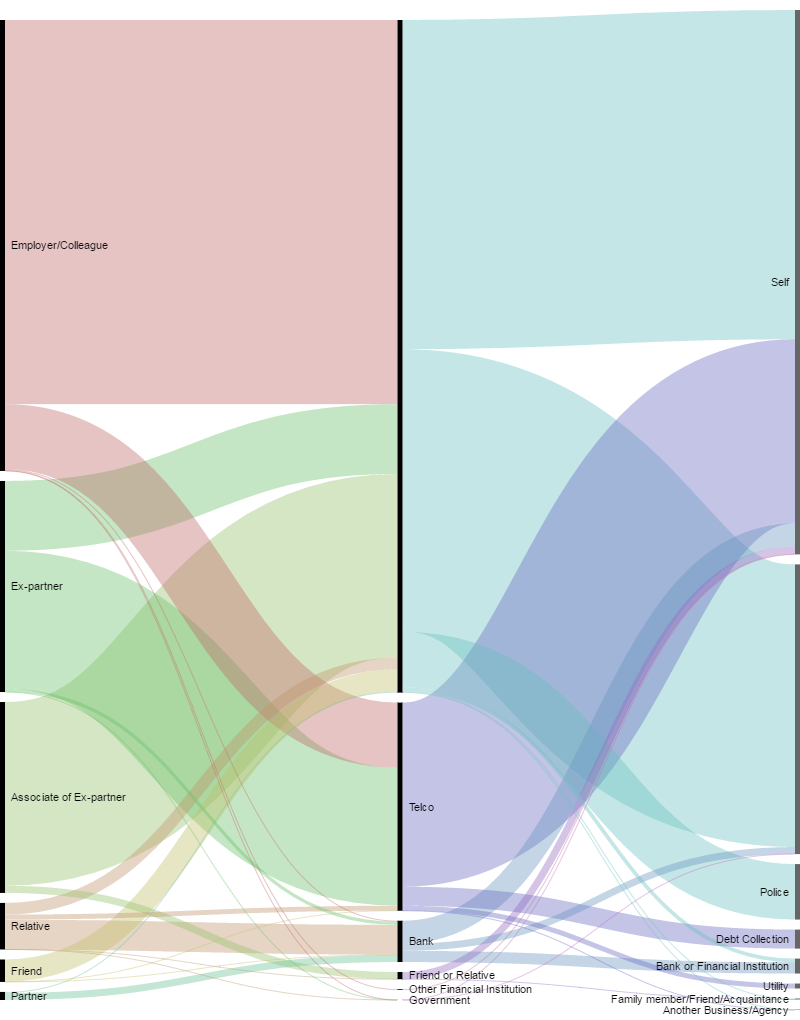 Employer/Colleague
Ex-partner
Associate of Ex-partner
Relative
Friend
Partner
Telco
Bank
Friend or Relative
Other Financial Institution
Government
Self
Police
Debt Collection
Bank or Financial Institution
Utility
Family member/Friend/Acquaintance
Another Business/Agency